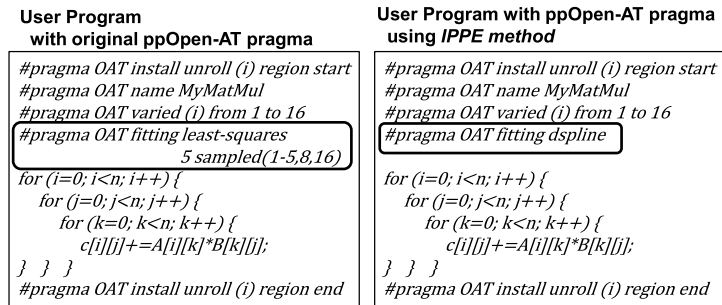 User Program
with original ppOpen-AT pragma
#pragma OAT install unroll (i) region start
#pragma OAT name MyMatMul
#pragma OAT varied (i) from 1 to 16
#pragma OAT fitting least-squares
5 sampled(1-5,8,16)
for (i=0; i<n; i++) {
for (j=0; j<n; j++) {
for (k=0; k<n; k++) {
c[i][j]+=A[i][k]*B[k][j];
} } }
#pragma OAT install unroll (i) region end
User Program with ppOpen-AT pragma
using IPPE method
#pragma OAT install unroll (i) region start
#pragma OAT name MyMatMul
#pragma OAT varied (i) from 1 to 16
#pragma OAT fitting dspline
for (i=0; i<n; i++) {
for (j=0; j<n; j++) {
for (k=0; k<n; k++) {
c[i][j]+=A[i][k]*B[k][j];
} } }
#pragma OAT install unroll (i) region end